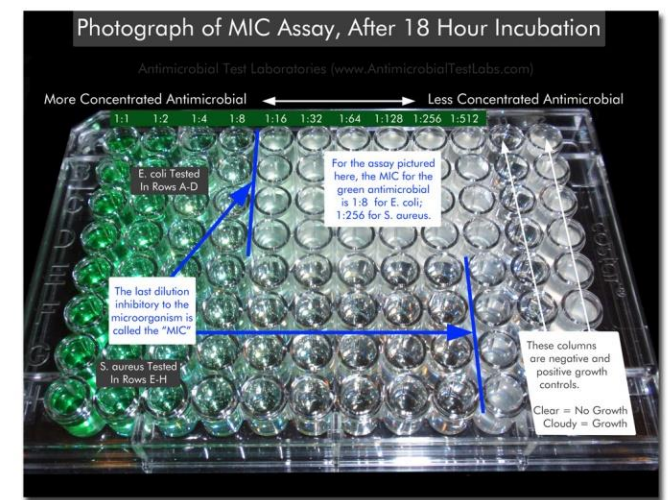 Photograph of MIC Assay, After 18 Hour Incubation
Antimicrobial Test Laboratories (www.AntimicrobialTestLabs.com)
More Concentrated Antimicrobial
Less Concentrated Antimicrobial
1:1 1:2 1:4 1:8 1:16 1:32 1:64 1:128 1:256 1:512
E. coli Tested
In Rows A-D
For the assay pictured
here, the MIC for the
green antimicrobial
is 1:8 for E. coli;
1:256 for S. aureus.
The last dilution
inhibitory to the
microorganism is
called the "MIC"
S. aureus Tested
In Rows E-H
These columns
are negative and
positive growth
controls.
Clear = No Growth
Cloudy = Growth